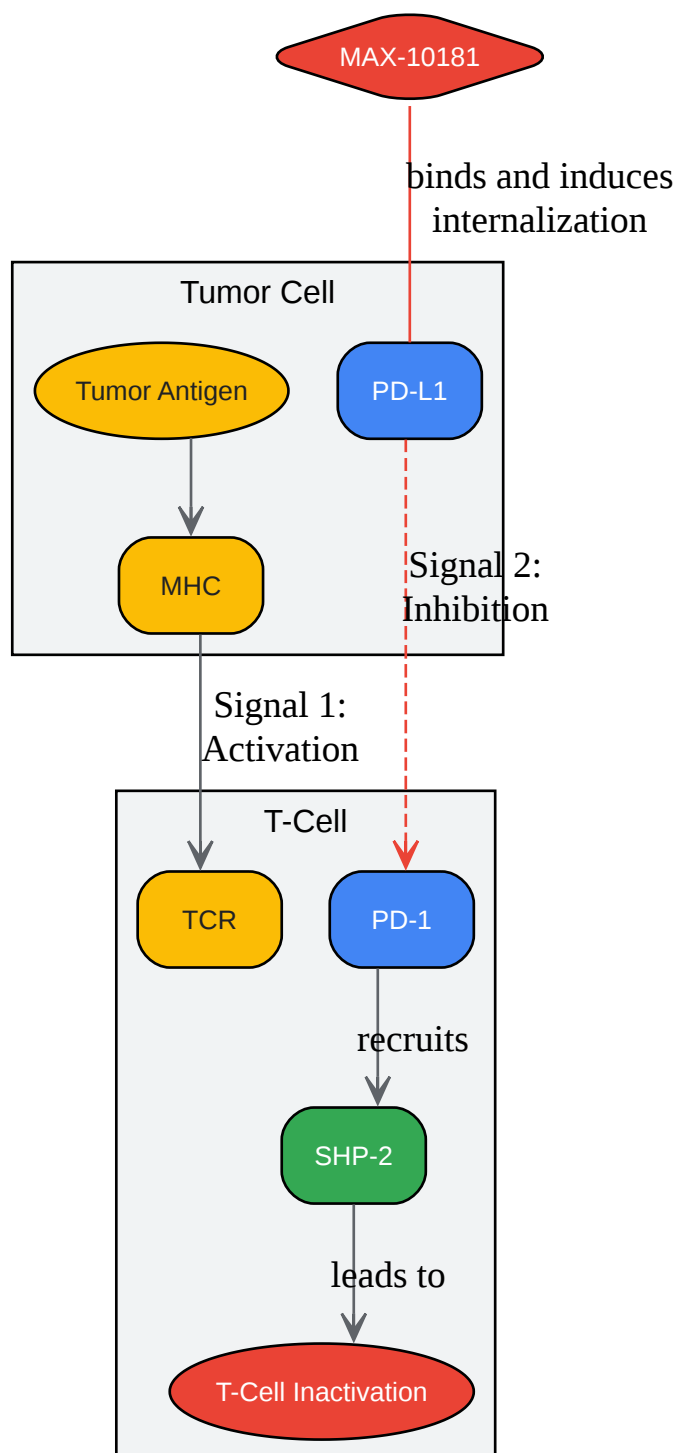 MAX-10181
binds and induces
internalization
Tumor Cell
Tumor Antigen
PD-L1
MHC
Signal 2:
Inhibition
Signal 1:
Activation
T-Cell
TCR
PD-1
recruits
SHP-2
leads to
T-Cell Inactivation